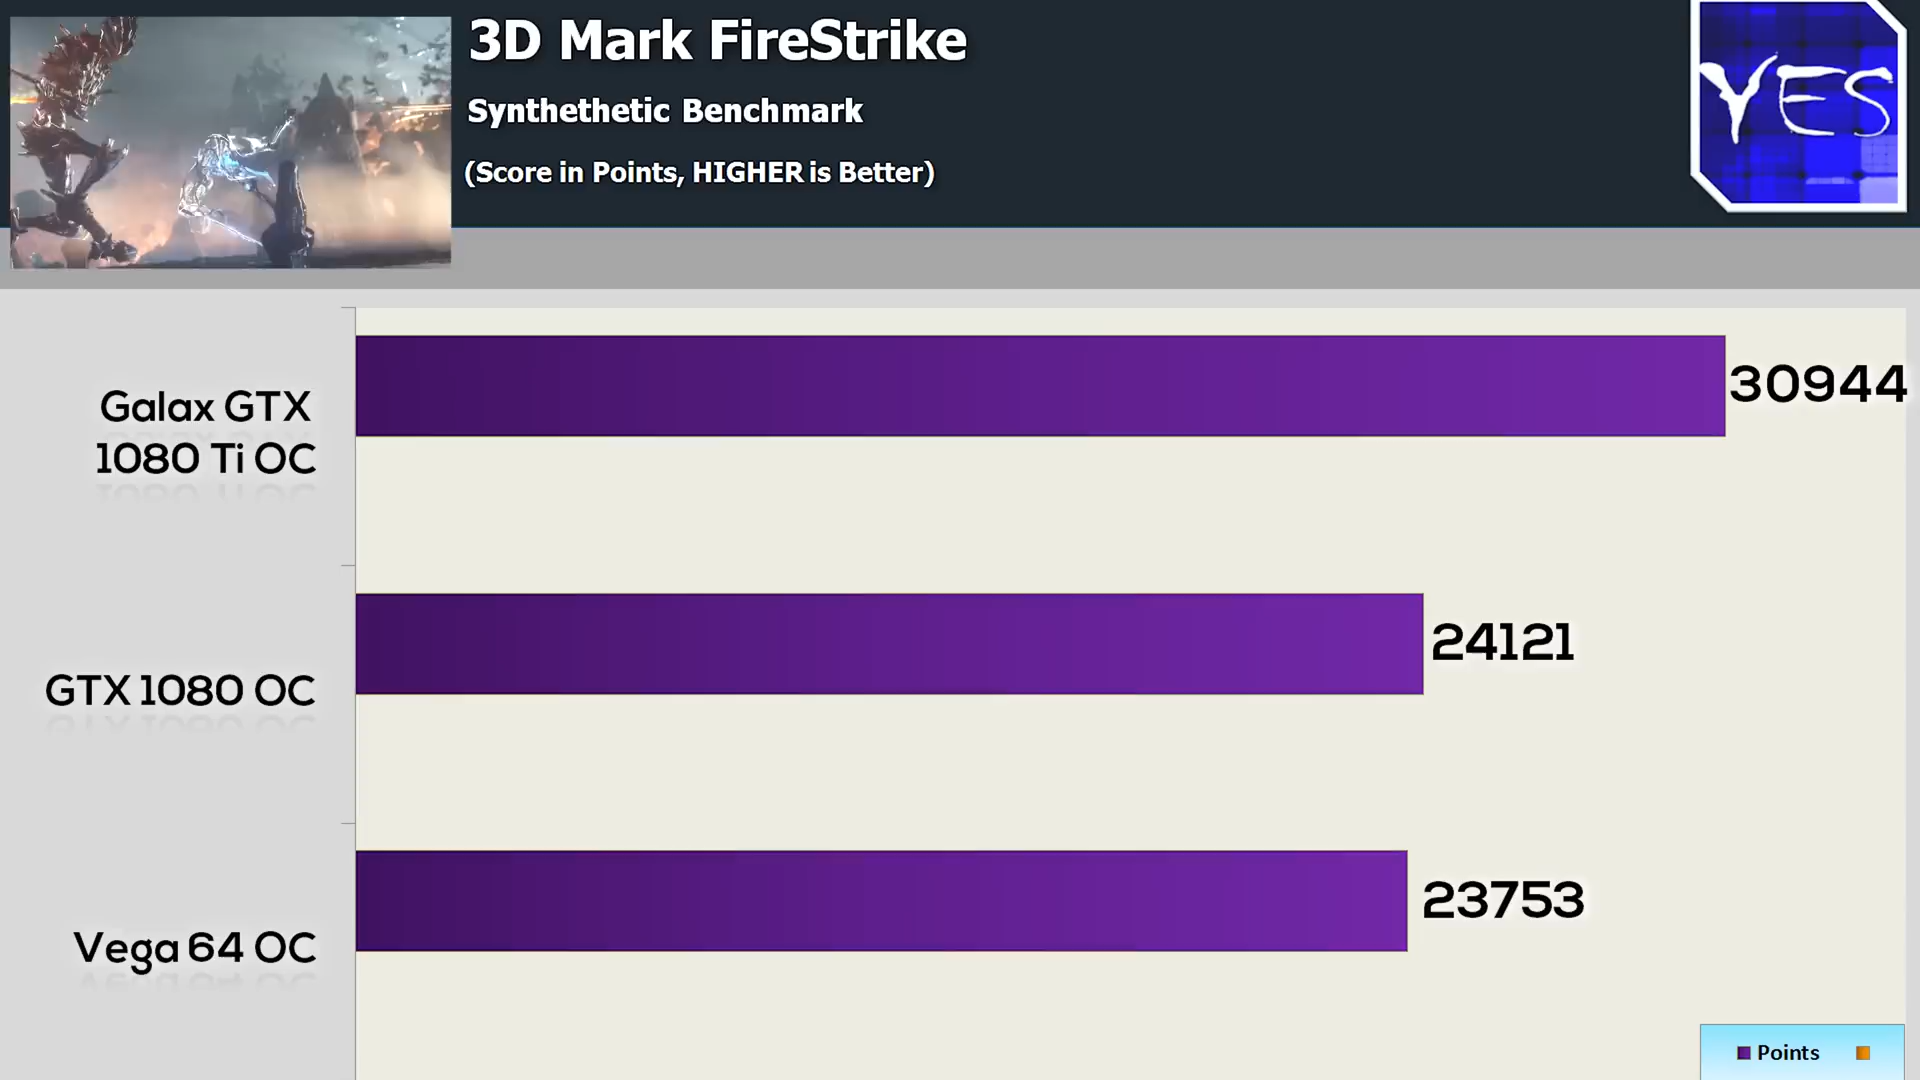 3D Mark FireStrike
Synthethetic Benchmark
(Score in Points, HIGHER is Better)
YES
Galax GTX
1080 Ti OC
30944
GTX 1080 OC
24121
Vega 64 OC
23753
Points